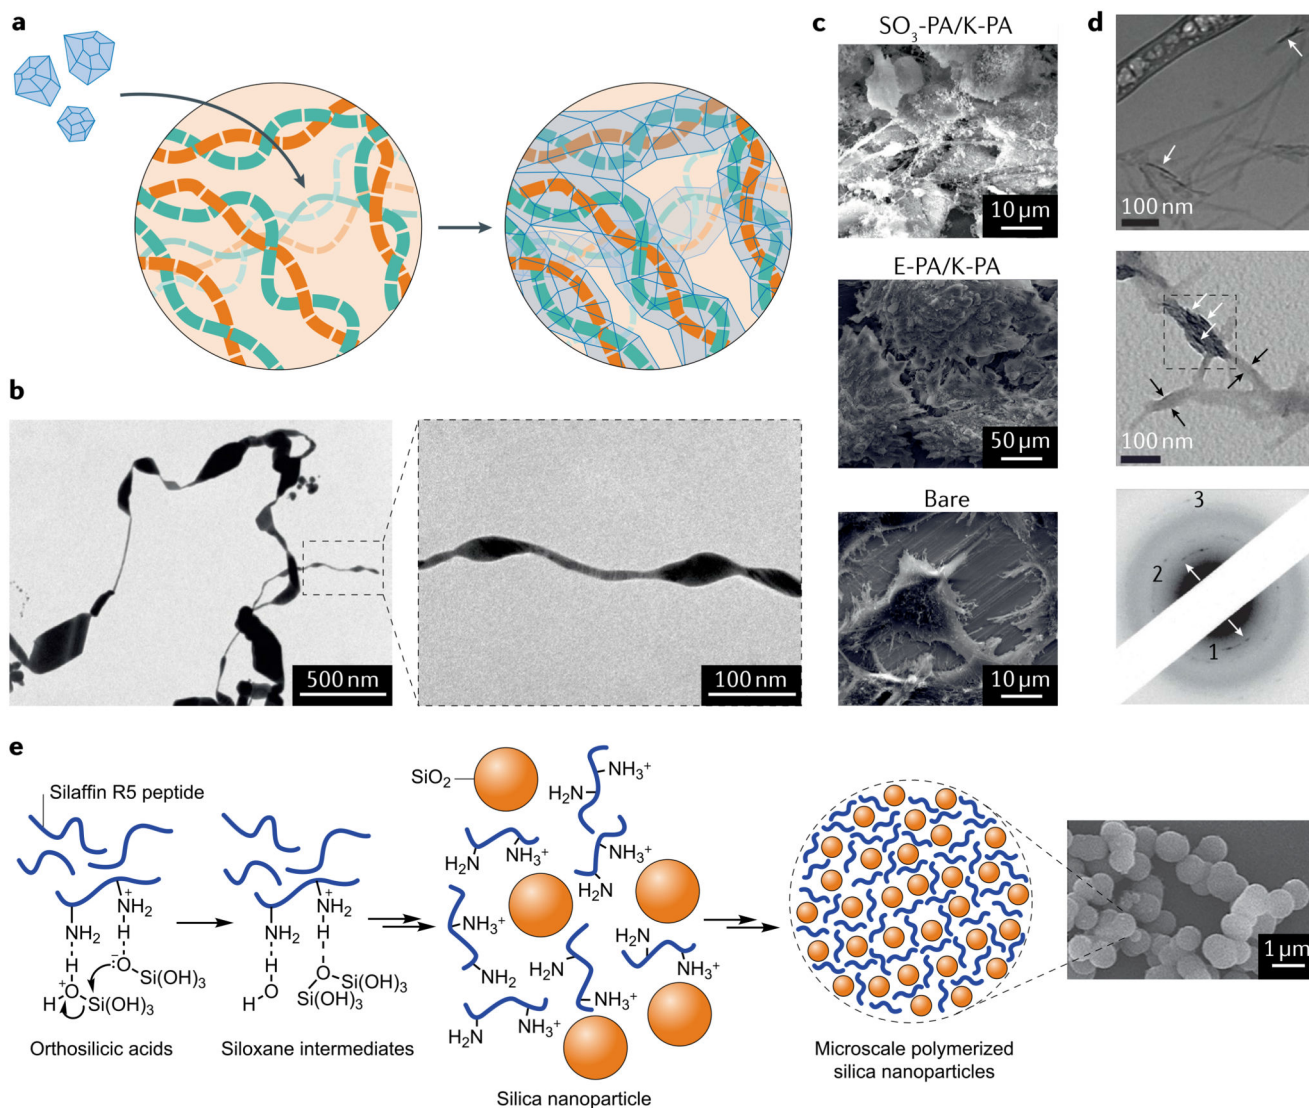 a
b
500 nm
100 nm
c
SO₃-PA/K-PA
10 µm
E-PA/K-PA
50 µm
Bare
10 µm
d
100 nm
100 nm
3
2
1
e
Silaffin R5 peptide
NH₂
+
NH₂
H
H
O
+
H
O
Si(OH)₃
Si(OH)₃
Orthosilicic acids
NH₂
+
NH₂
H
H
H
O
O
Si(OH)₃
Si(OH)₃
Siloxane intermediates
SiO₂
NH₃⁺
H₂N
H₂N
NH₃⁺
NH₃⁺
H₂N
NH₃⁺
NH₂
H₂N
NH₃⁺
H₂N
NH₃⁺
H₂N
NH₃⁺
Silica nanoparticle
Microscale polymerized
silica nanoparticles
1 µm